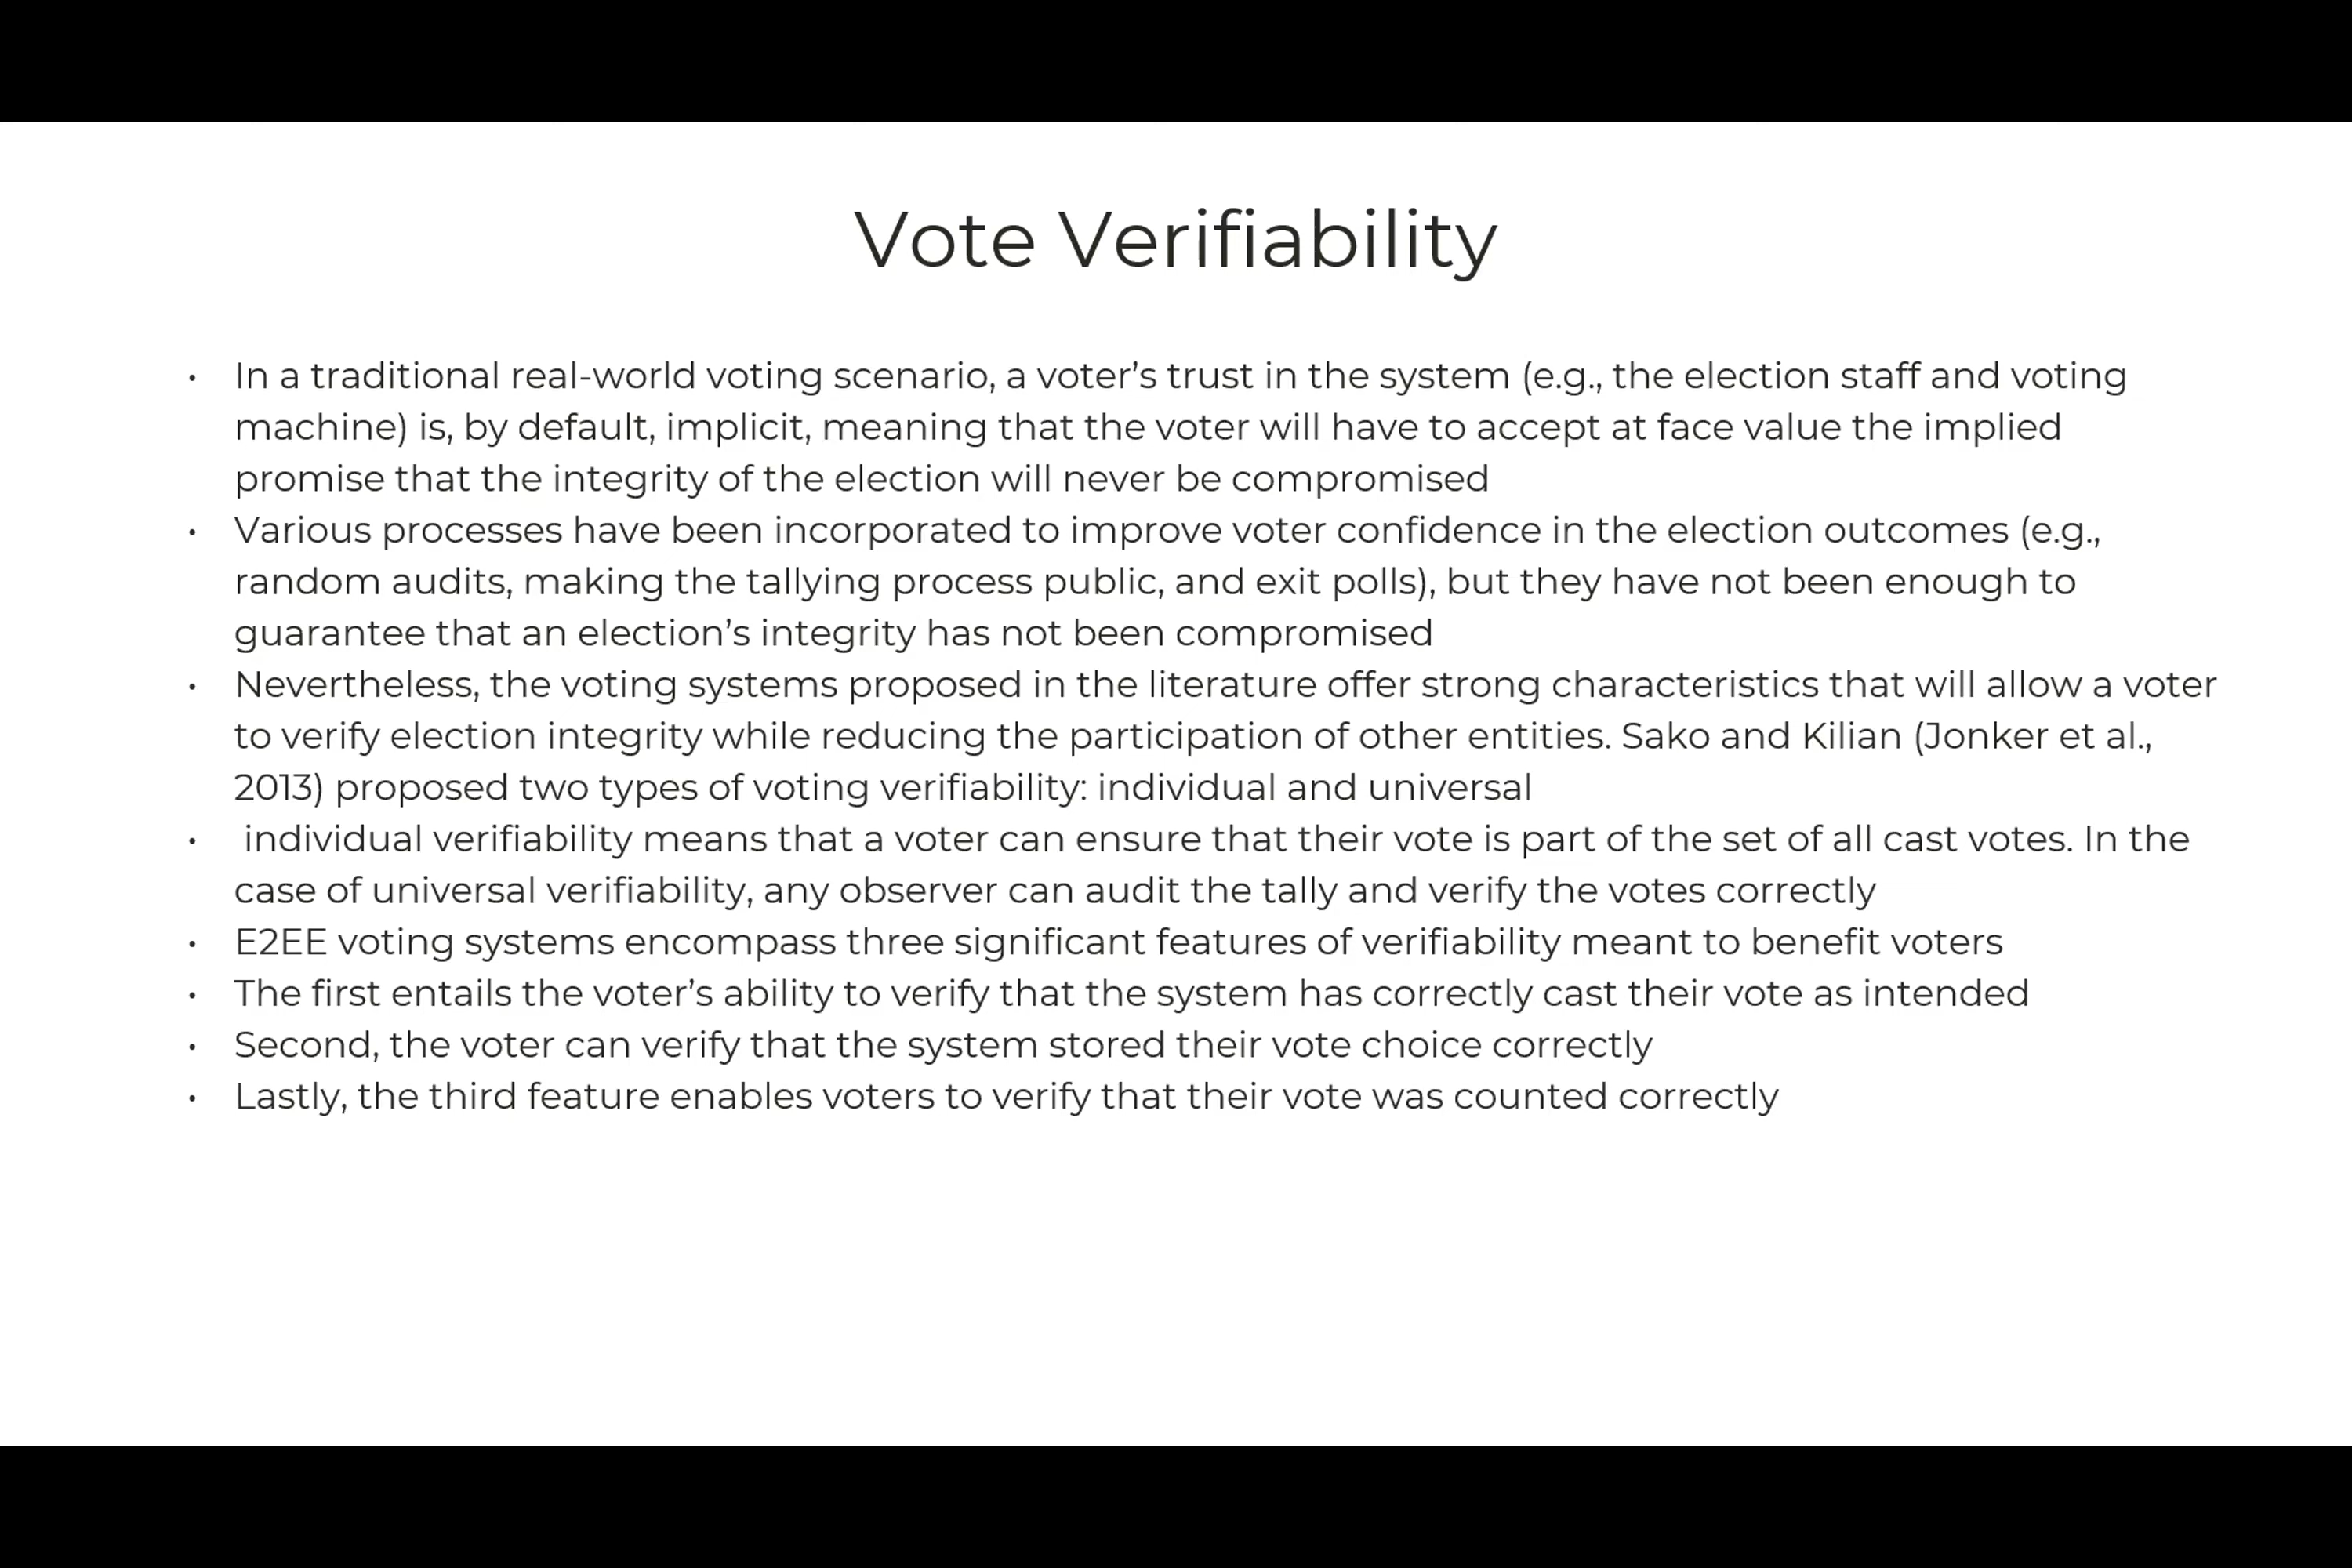 Vote Verifiability
• In a traditional real-world voting scenario, a voter’s trust in the system (e.g., the election staff and voting
machine) is, by default, implicit, meaning that the voter will have to accept at face value the implied
promise that the integrity of the election will never be compromised
• Various processes have been incorporated to improve voter confidence in the election outcomes (e.g.,
random audits, making the tallying process public, and exit polls), but they have not been enough to
guarantee that an election’s integrity has not been compromised
• Nevertheless, the voting systems proposed in the literature offer strong characteristics that will allow a voter
to verify election integrity while reducing the participation of other entities. Sako and Kilian (Jonker et al.,
2013) proposed two types of voting verifiability: individual and universal
• individual verifiability means that a voter can ensure that their vote is part of the set of all cast votes. In the
case of universal verifiability, any observer can audit the tally and verify the votes correctly
• E2EE voting systems encompass three significant features of verifiability meant to benefit voters
• The first entails the voter’s ability to verify that the system has correctly cast their vote as intended
• Second, the voter can verify that the system stored their vote choice correctly
• Lastly, the third feature enables voters to verify that their vote was counted correctly